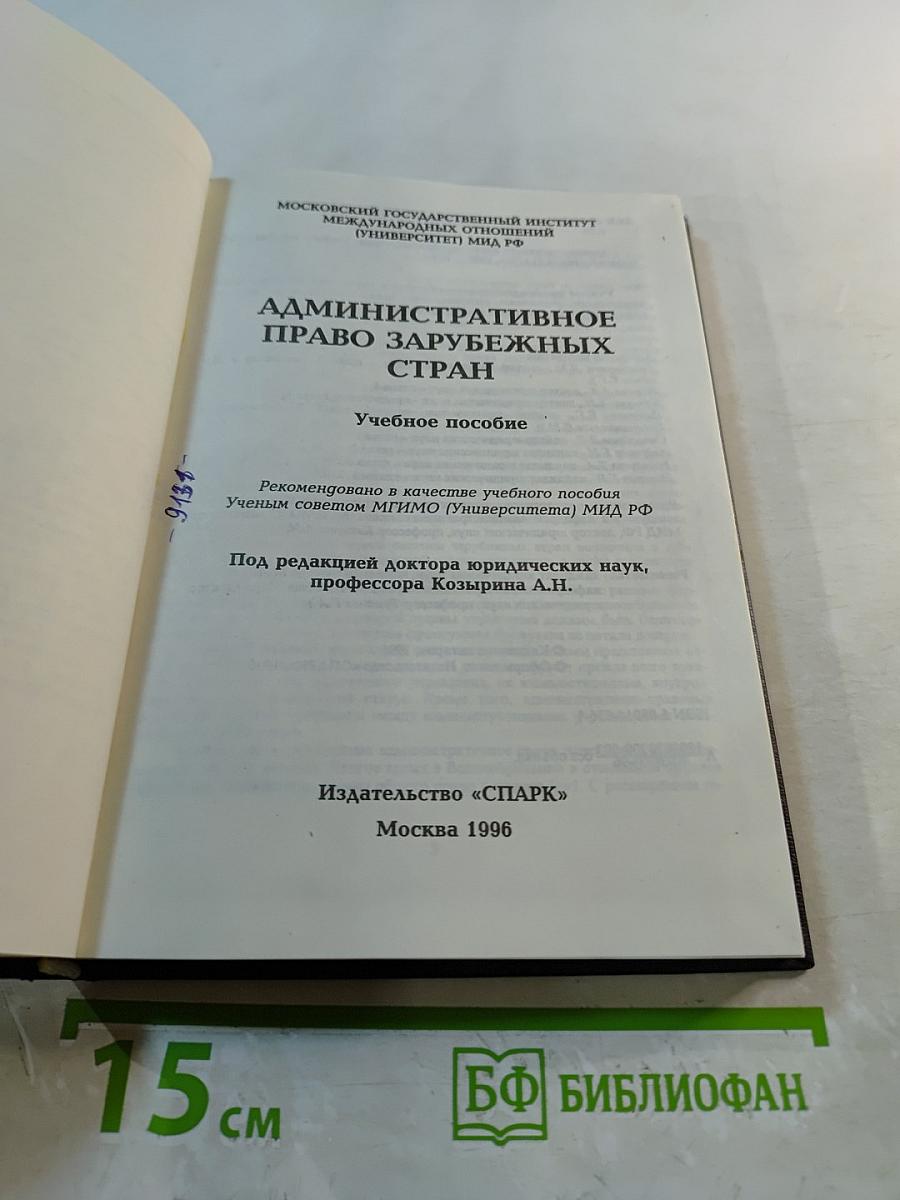 МОСКОВСКИЙ ГОСУДАРСТВЕННЫЙ ИНСТИТУТ
МЕЖДУНАРОДНЫХ ОТНОШЕНИЙ
(УНИВЕРСИТЕТ) МИД РФ
АДМИНИСТРАТИВНОЕ
ПРАВО ЗАРУБЕЖНЫХ
СТРАН
Учебное пособие
Рекомендовано в качестве учебного пособия
Ученым советом МГИМО (Университета) МИД РФ
Под редакцией доктора юридических наук,
профессора Козырина А.Н.
Издательство «СПАРК»
Москва 1996
15 см
БФ БИБЛИОФАН